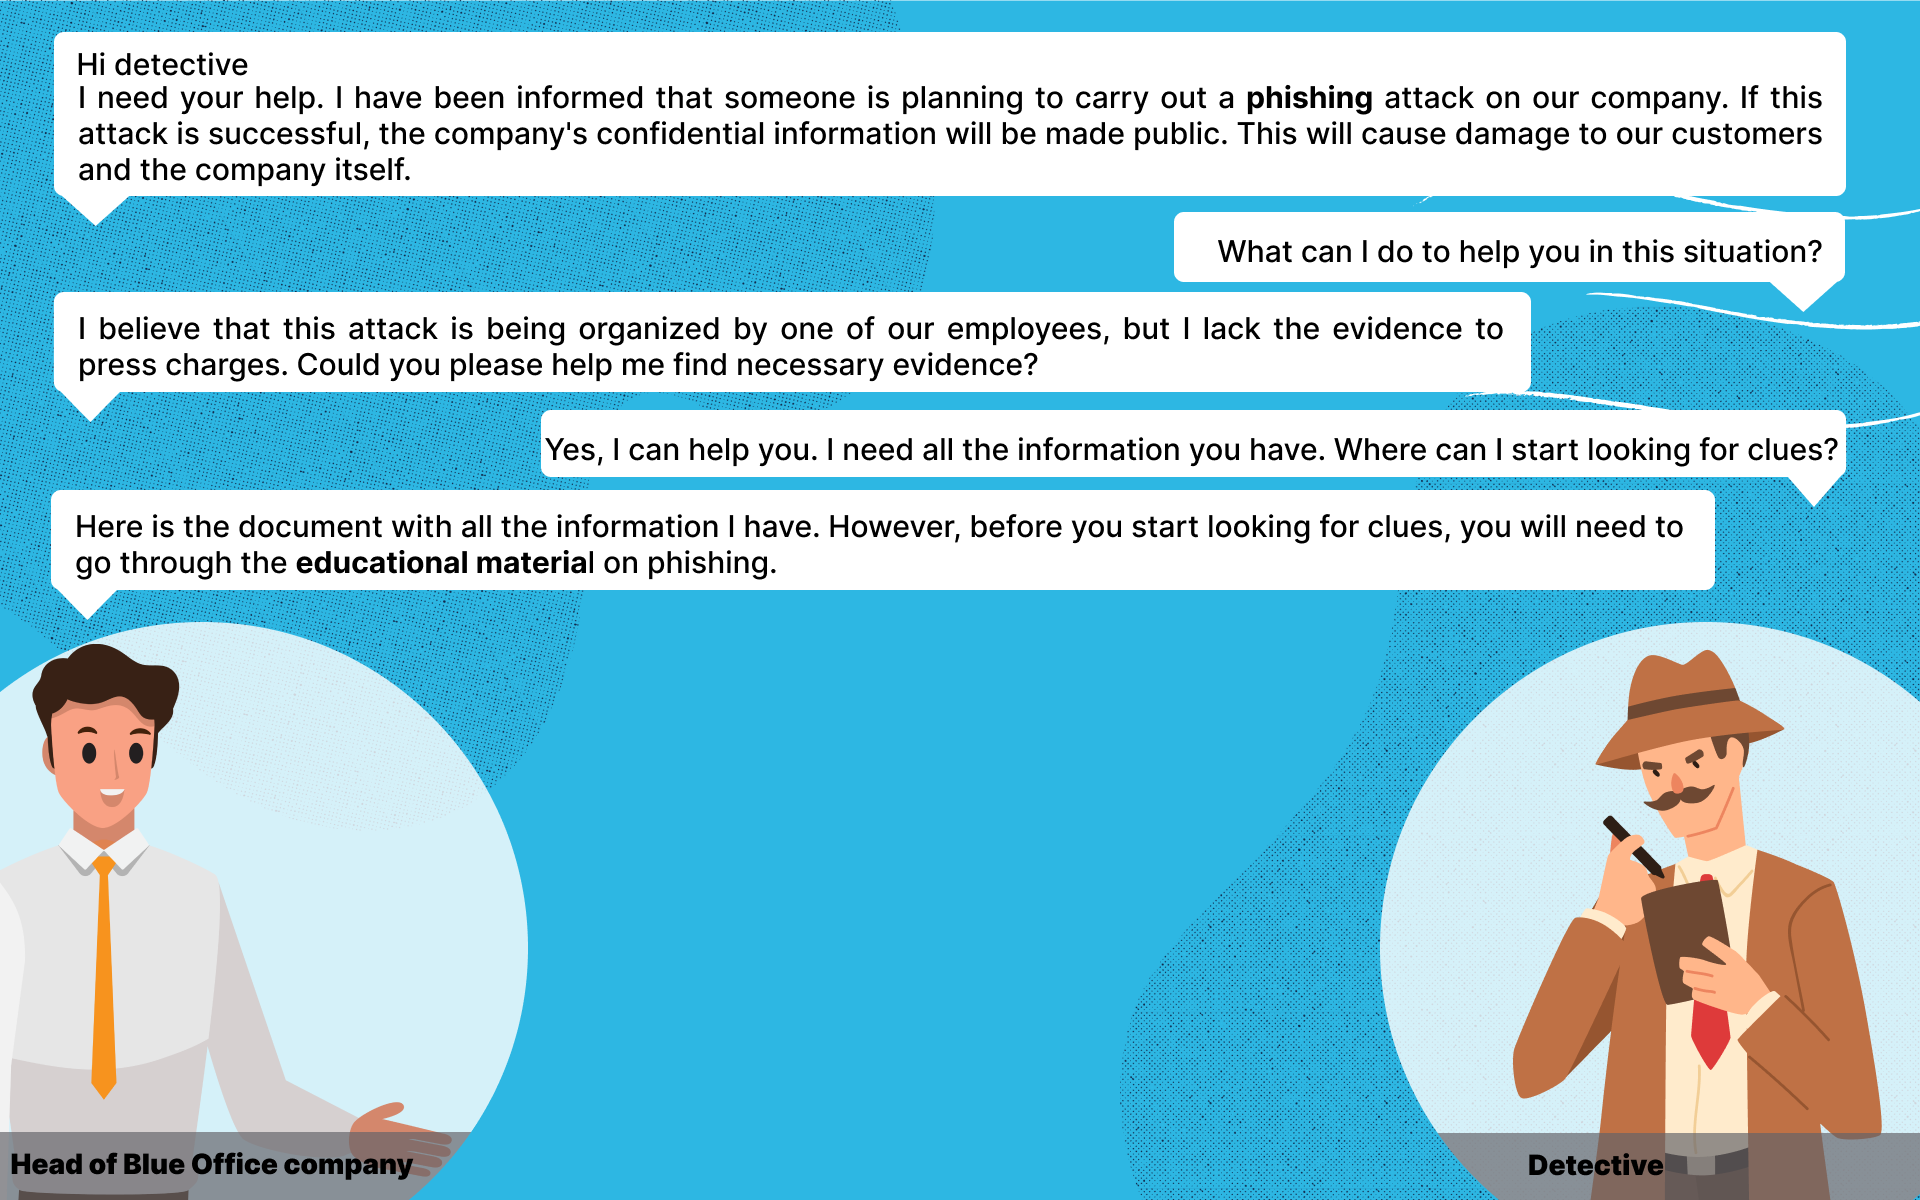 Hi detective
I need your help. I have been informed that someone is planning to carry out a phishing attack on our company. If this
attack is successful, the company's confidential information will be made public. This will cause damage to our customers
and the company itself.
What can I do to help you in this situation?
I believe that this attack is being organized by one of our employees, but I lack the evidence to
press charges. Could you please help me find necessary evidence?
Yes, I can help you. I need all the information you have. Where can I start looking for clues?
Here is the document with all the information I have. However, before you start looking for clues, you will need to
go through the educational material on phishing.
Head of Blue Office company
Detective